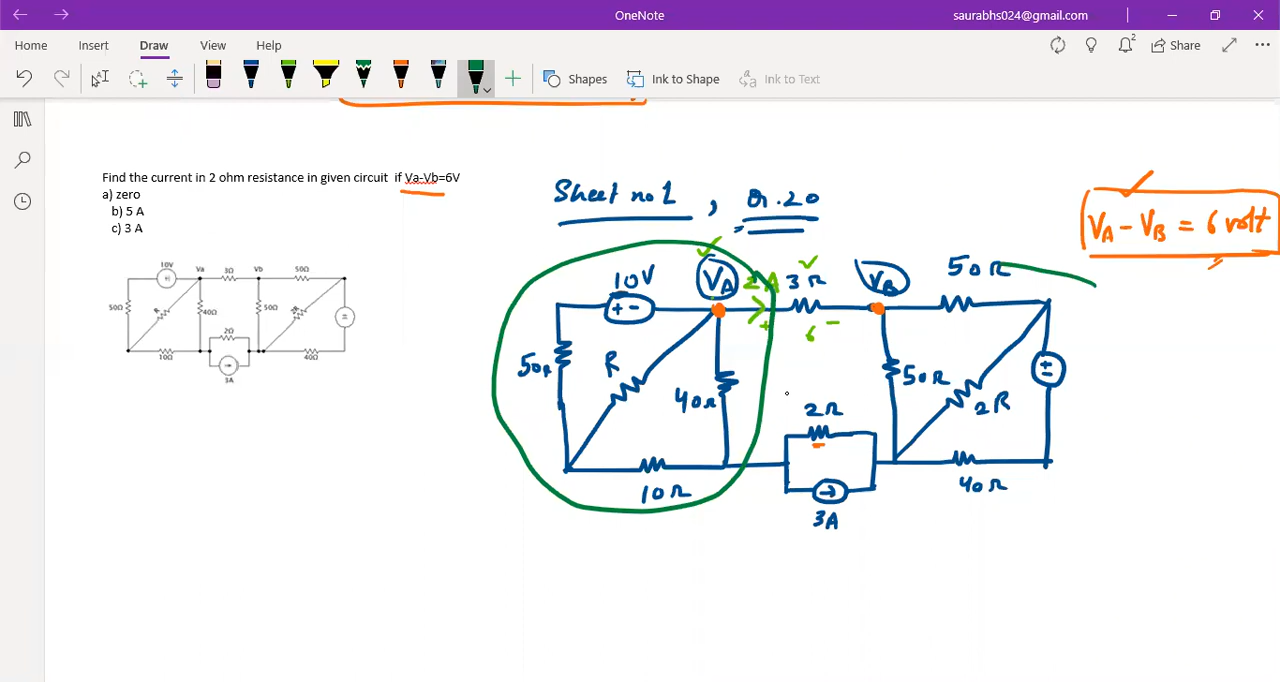 OneNote
saurabhs024@gmail.com
Home Insert Draw View Help
Share
Shapes Ink to Shape Ink to Text
Find the current in 2 ohm resistance in given circuit if Va-Vb=6V
a) zero
b) 5 A
c) 3 A
10V Va 3Ω Vb 50Ω
50Ω 40Ω 50Ω
2Ω
10Ω 40Ω
3A
Sheet no 1, Qr. 20
VA - VB = 6 volt
10V VA 2A 3Ω VB 50Ω
+ 6 -
+ -
50Ω R 40Ω 50Ω 2R
2Ω
10Ω 40Ω
3A